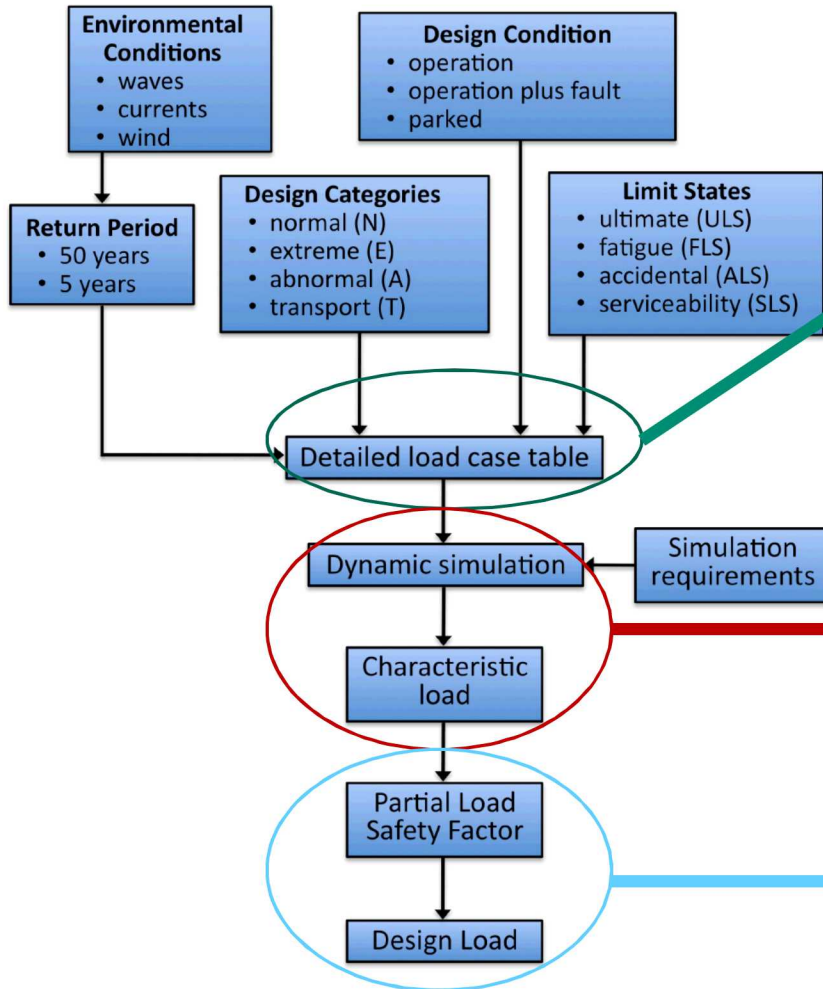 Environmental
Conditions
• waves
• currents
• wind
Design Condition
• operation
• operation plus fault
• parked
Return Period
• 50 years
• 5 years
Design Categories
• normal (N)
• extreme (E)
• abnormal (A)
• transport (T)
Limit States
• ultimate (ULS)
• fatigue (FLS)
• accidental (ALS)
• serviceability (SLS)
Detailed load case table
Dynamic simulation
Simulation
requirements
Characteristic
load
Partial Load
Safety Factor
Design Load